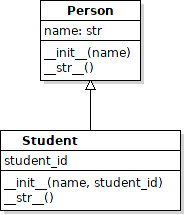 Person
name: str
__init__(name)
__str__()
Student
student_id
__init__(name, student_id)
__str__()